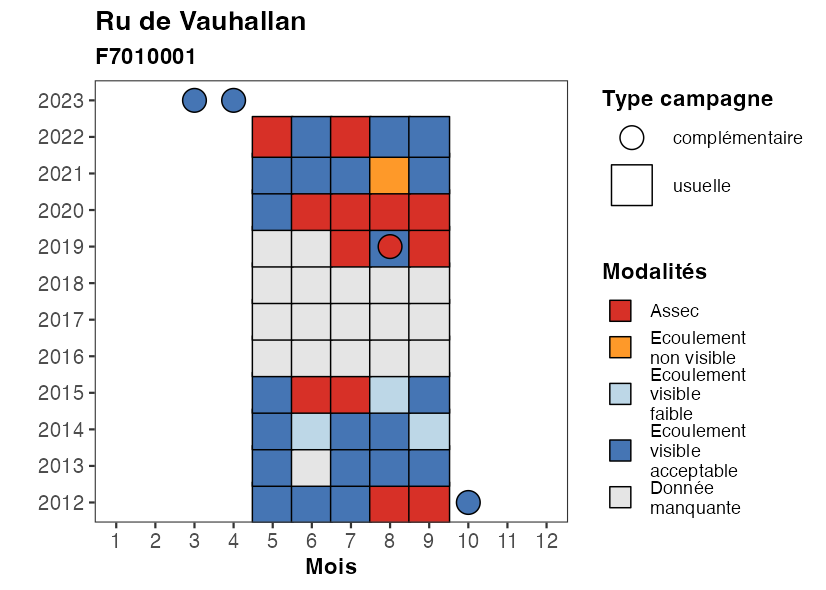 Ru de Vauhallan
F7010001
2023
2022
2021
2020
2019
2018
2017
2016
2015
2014
2013
2012
1 2 3 4 5 6 7 8 9 10 11 12
Mois
Type campagne
complémentaire
usuelle
Modalités
Assec
Ecoulement
non visible
Ecoulement
visible
faible
Ecoulement
visible
acceptable
Donnée
manquante